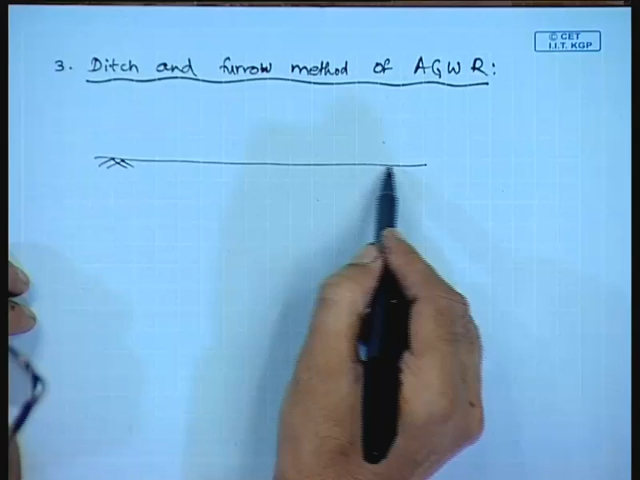 © CET
I.I.T. KGP
3. Ditch and furrow method of AGWR: